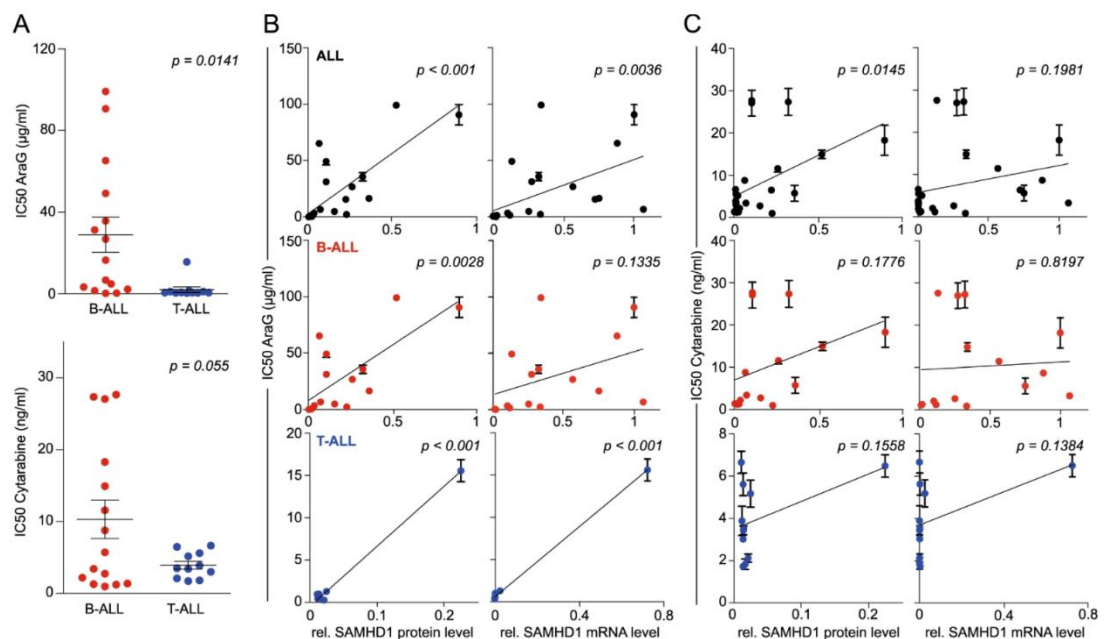 A
IC50 AraG (µg/ml)
120
80
40
0
p = 0.0141
B-ALL
T-ALL
IC50 Cytarabine (ng/ml)
30
20
10
0
p = 0.055
B-ALL
T-ALL
B
IC50 AraG (µg/ml)
150
100
50
0
ALL
p < 0.001
p = 0.0036
0.5
1
0
0.5
1
150
100
50
0
B-ALL
p = 0.0028
p = 0.1335
0.5
1
0
0.5
1
20
15
10
5
0
T-ALL
p < 0.001
p < 0.001
0
0.1
0.2
0
0.4
0.8
rel. SAMHD1 protein level
rel. SAMHD1 mRNA level
C
IC50 Cytarabine (ng/ml)
40
30
20
10
0
p = 0.0145
p = 0.1981
0
0.5
1
0
0.5
1
40
30
20
10
0
p = 0.1776
p = 0.8197
0
0.5
1
0
0.5
1
8
6
4
2
0
p = 0.1558
p = 0.1384
0
0.1
0.2
0
0.4
0.8
rel. SAMHD1 protein level
rel. SAMHD1 mRNA level